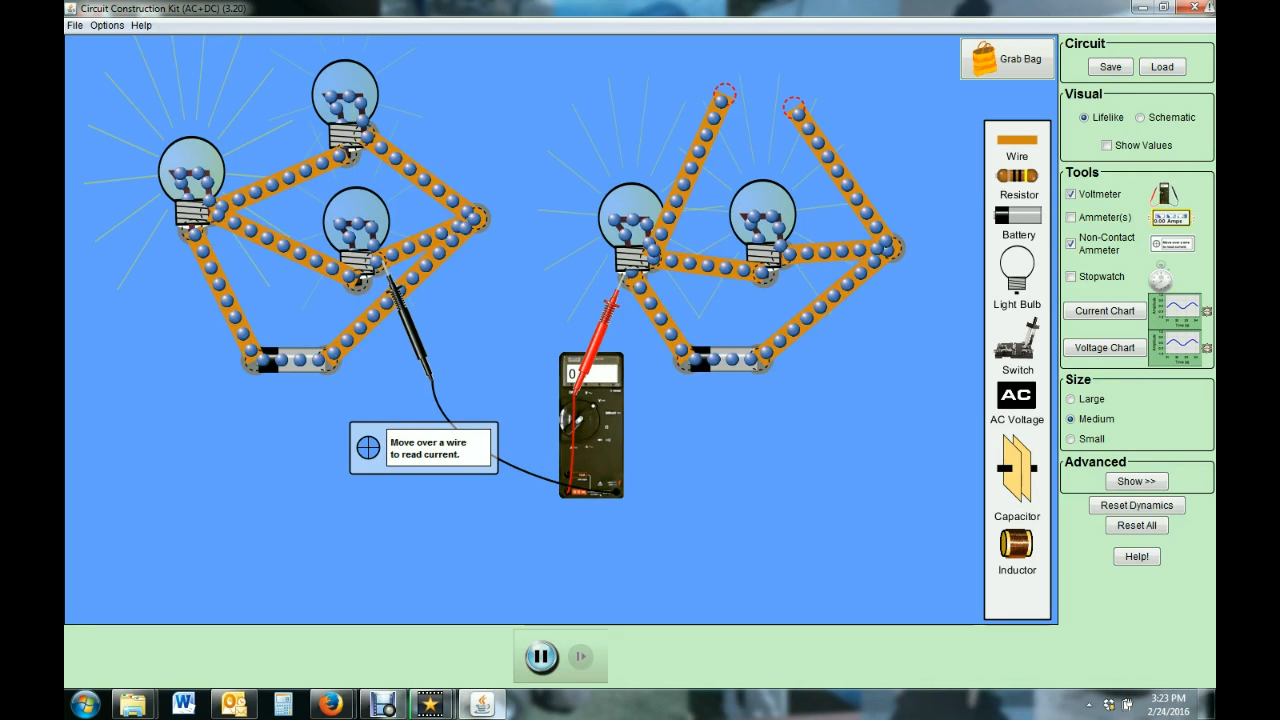 Circuit Construction Kit (AC+DC) (3.20)
File Options Help
Grab Bag
Wire
Resistor
Battery
Light Bulb
Switch
AC
AC Voltage
Capacitor
Inductor
Circuit
Save Load
Visual
Lifelike Schematic
Show Values
Tools
Voltmeter
Ammeter(s)
0.00 Amps
Non-Contact
Ammeter
Stopwatch
Current Chart
Voltage Chart
Size
Large
Medium
Small
Advanced
Show >>
Reset Dynamics
Reset All
Help!
Move over a wire
to read current.
3:23 PM
2/24/2016